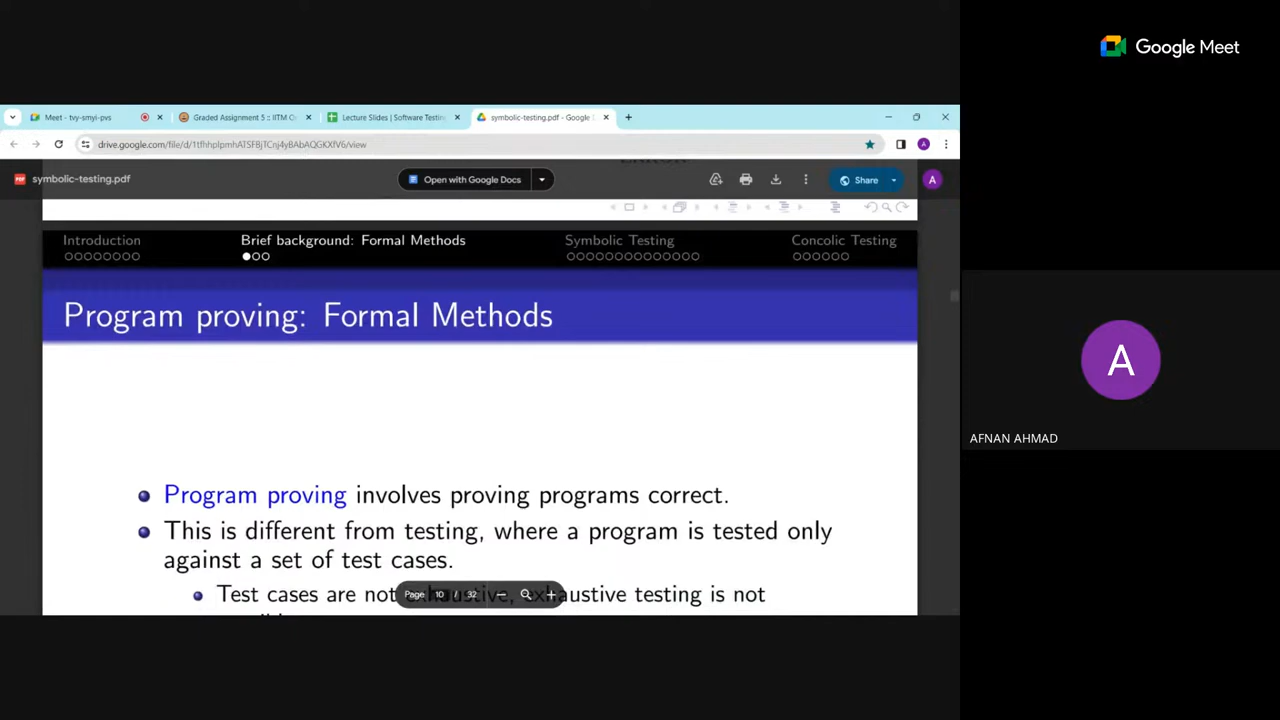 Google Meet
Meet - tvy-smyi-pvs
Graded Assignment 5 :: IITM O
Lecture Slides | Software Testin
symbolic-testing.pdf - Google
drive.google.com/file/d/1tfhhplpmhATSF8jTCnj4yBAbAQGKXfV6/view
symbolic-testing.pdf
Open with Google Docs
Share
A
Introduction
Brief background: Formal Methods
Symbolic Testing
Concolic Testing
Program proving: Formal Methods
Program proving involves proving programs correct.
This is different from testing, where a program is tested only
against a set of test cases.
Test cases are not exhaustive, exhaustive testing is not
Page 10 / 32
A
AFNAN AHMAD